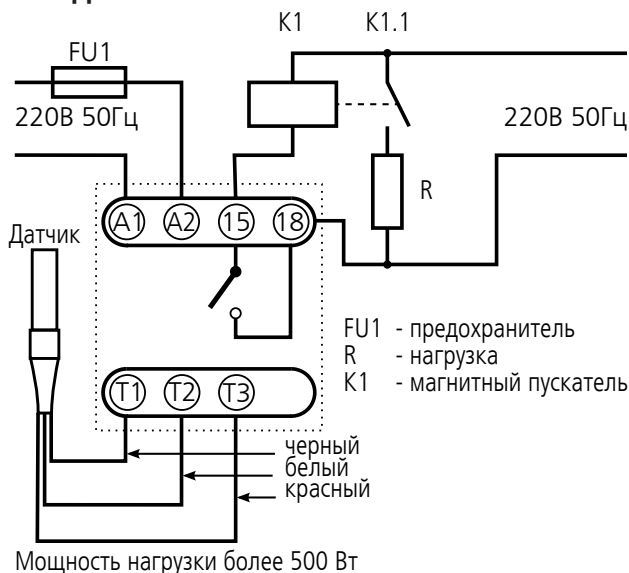 K1 K1.1
FU1
220В 50Гц 220В 50Гц
R
A1 A2 15 18
Датчик
FU1 - предохранитель
R - нагрузка
K1 - магнитный пускатель
T1 T2 T3
черный
белый
красный
Мощность нагрузки более 500 Вт